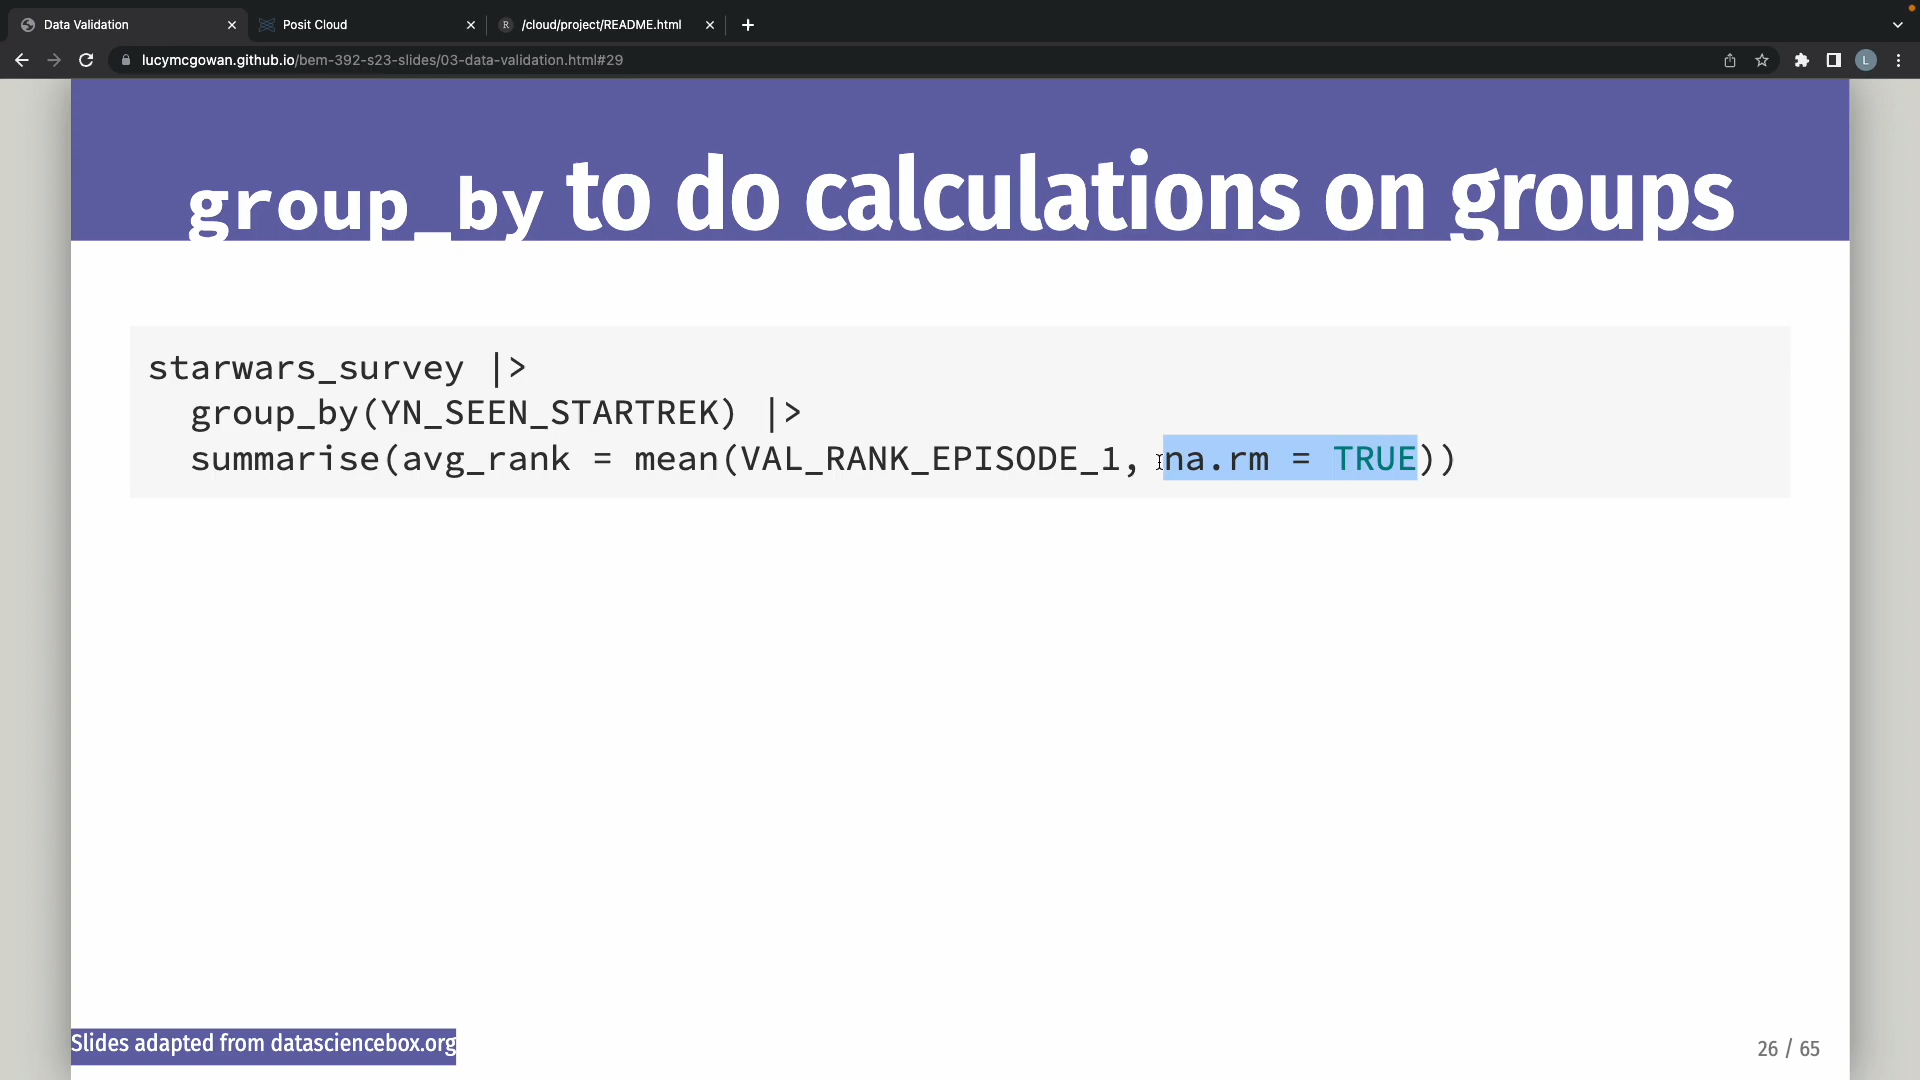 Data Validation
Posit Cloud
R /cloud/project/README.html
lucymcgowan.github.io/bem-392-s23-slides/03-data-validation.html#29
L
group_by to do calculations on groups
starwars_survey |>
group_by(YN_SEEN_STARTREK) |>
summarise(avg_rank = mean(VAL_RANK_EPISODE_1, na.rm = TRUE))
Slides adapted from datasciencebox.org
26 / 65